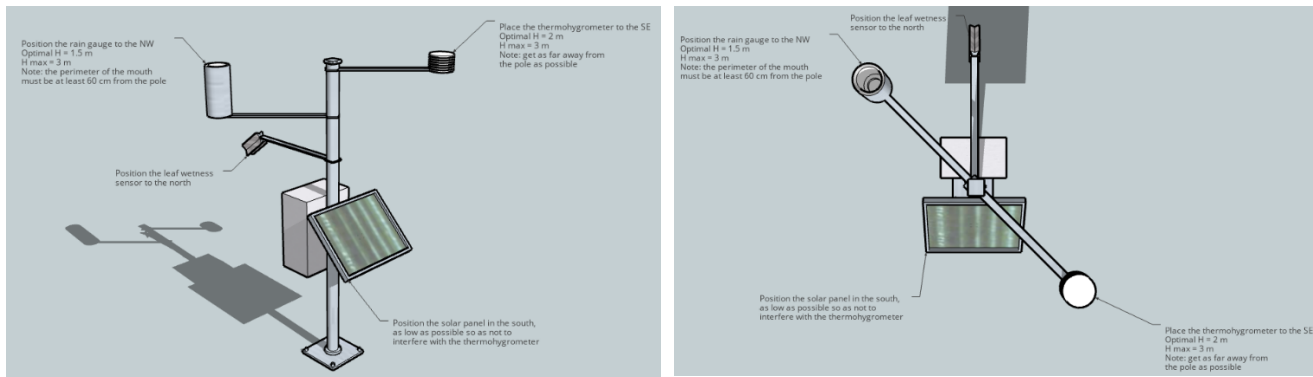 Position the rain gauge to the NW
Optimal H = 1.5 m
H max = 3 m
Note: the perimeter of the mouth
must be at least 60 cm from the pole
Place the thermohygrometer to the SE
Optimal H = 2 m
H max = 3 m
Note: get as far away from
the pole as possible
Position the leaf wetness
sensor to the north
Position the solar panel in the south,
as low as possible so as not to
interfere with the thermohygrometer
Position the leaf wetness
sensor to the north
Position the rain gauge to the NW
Optimal H = 1.5 m
H max = 3 m
Note: the perimeter of the mouth
must be at least 60 cm from the pole
Position the solar panel in the south,
as low as possible so as not to
interfere with the thermohygrometer
Place the thermohygrometer to the SE
Optimal H = 2 m
H max = 3 m
Note: get as far away from
the pole as possible